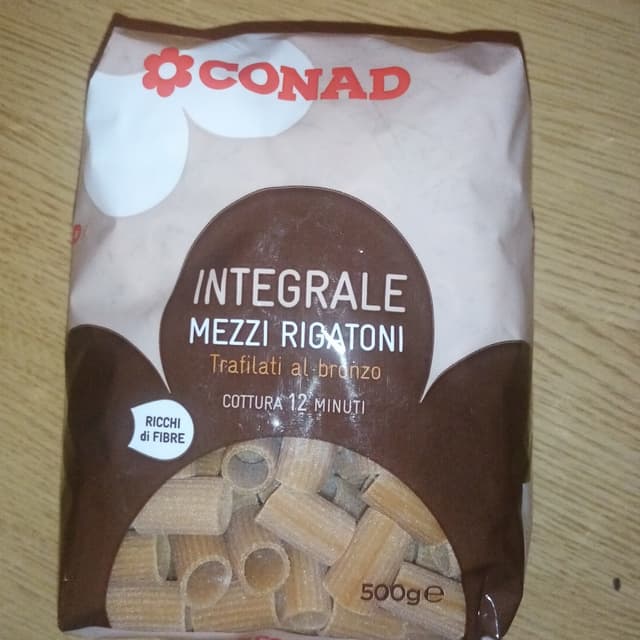 CONAD
INTEGRALE
MEZZI RIGATONI
Trafilati al bronzo
COTTURA 12 MINUTI
RICCHI
di FIBRE
500g℮